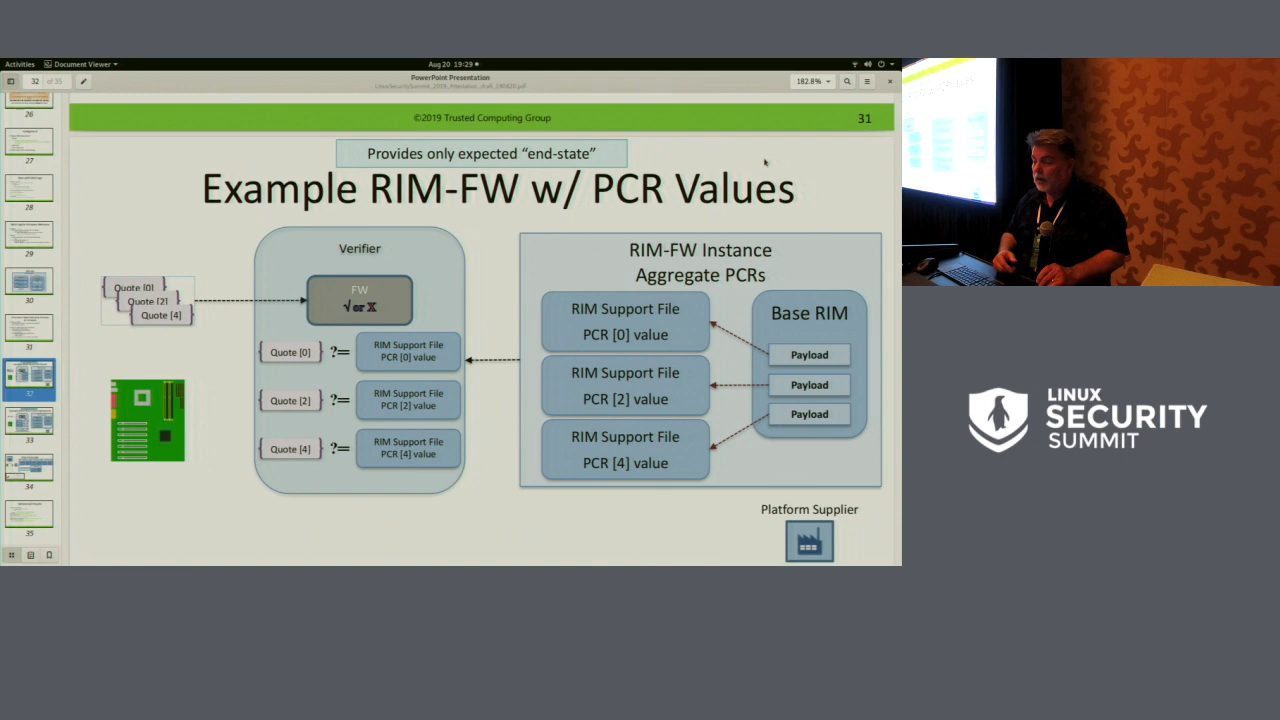 Activities
Document Viewer
Aug 20 19:29
32 of 35
PowerPoint Presentation
182.8%
26
27
28
29
30
31
32
33
34
35
©2019 Trusted Computing Group
31
Provides only expected “end-state”
Example RIM-FW w/ PCR Values
Verifier
FW
√ or X
Quote [0]
Quote [2]
Quote [4]
Quote [0] ?= RIM Support File
PCR [0] value
Quote [2] ?= RIM Support File
PCR [2] value
Quote [4] ?= RIM Support File
PCR [4] value
RIM-FW Instance
Aggregate PCRs
RIM Support File
PCR [0] value
RIM Support File
PCR [2] value
RIM Support File
PCR [4] value
Base RIM
Payload
Payload
Payload
Platform Supplier
LINUX
SECURITY
SUMMIT